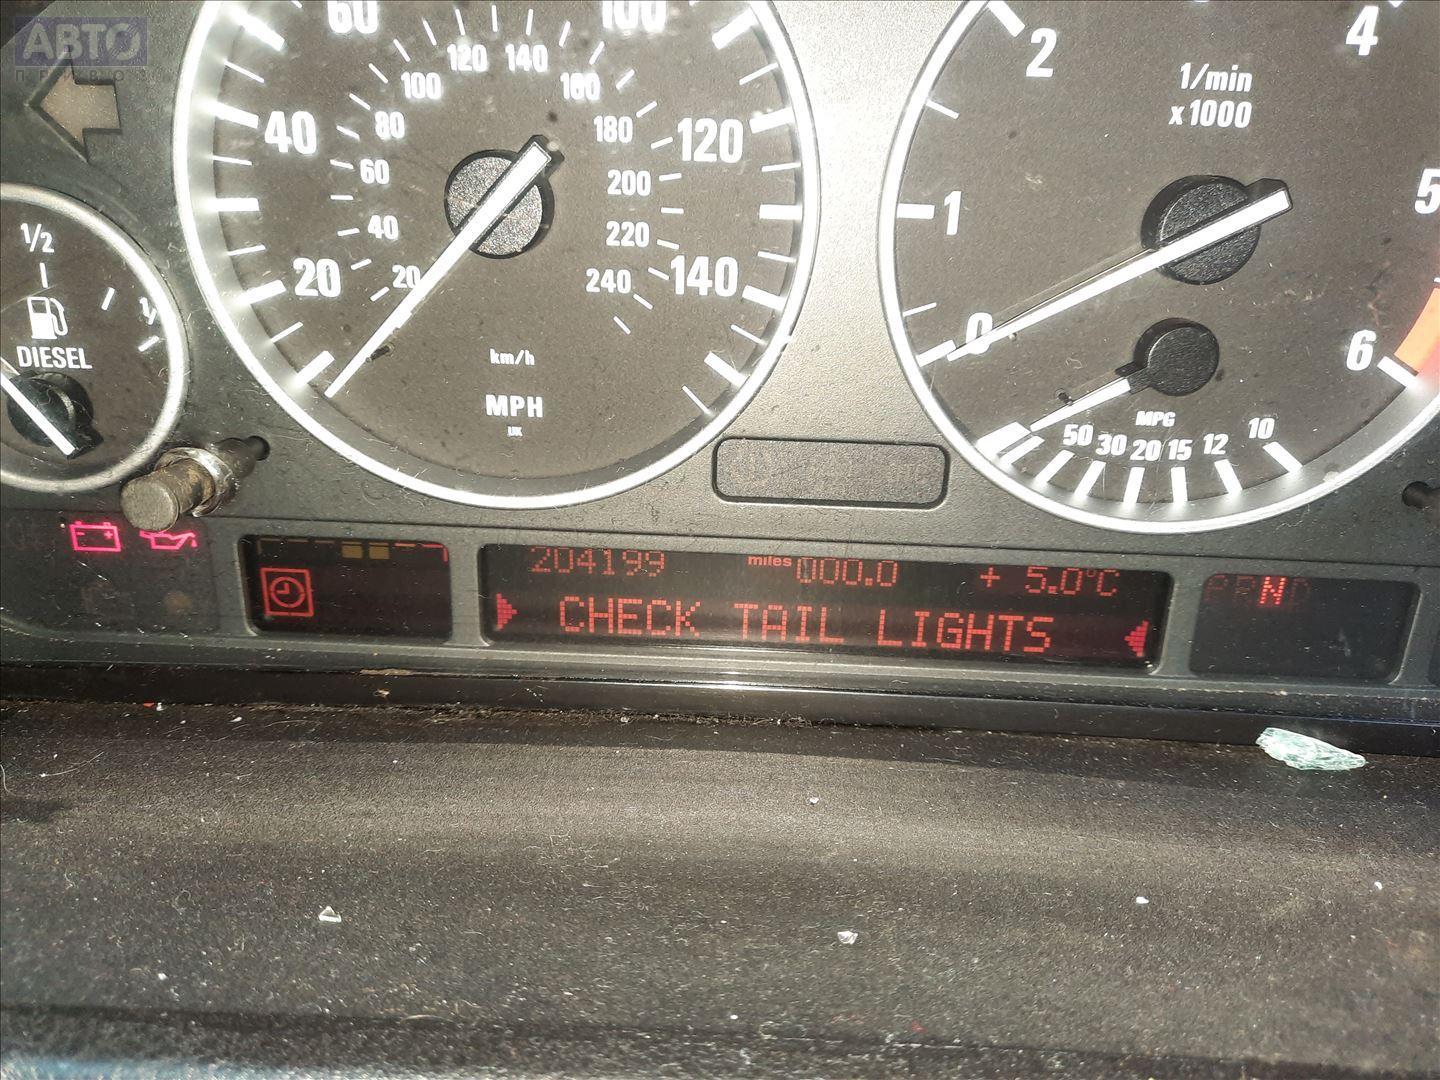 АВТО
ПРИВОЗ
1/2
DIESEL
20
40
60
100
120
140
20
40
60
80
100
120
140
160
180
200
220
240
km/h
MPH
UK
0
1
2
4
5
6
1/min
x1000
MPG
50 30 20 15 12 10
204199 miles 000.0 + 5.0°C
CHECK TAIL LIGHTS
PRND